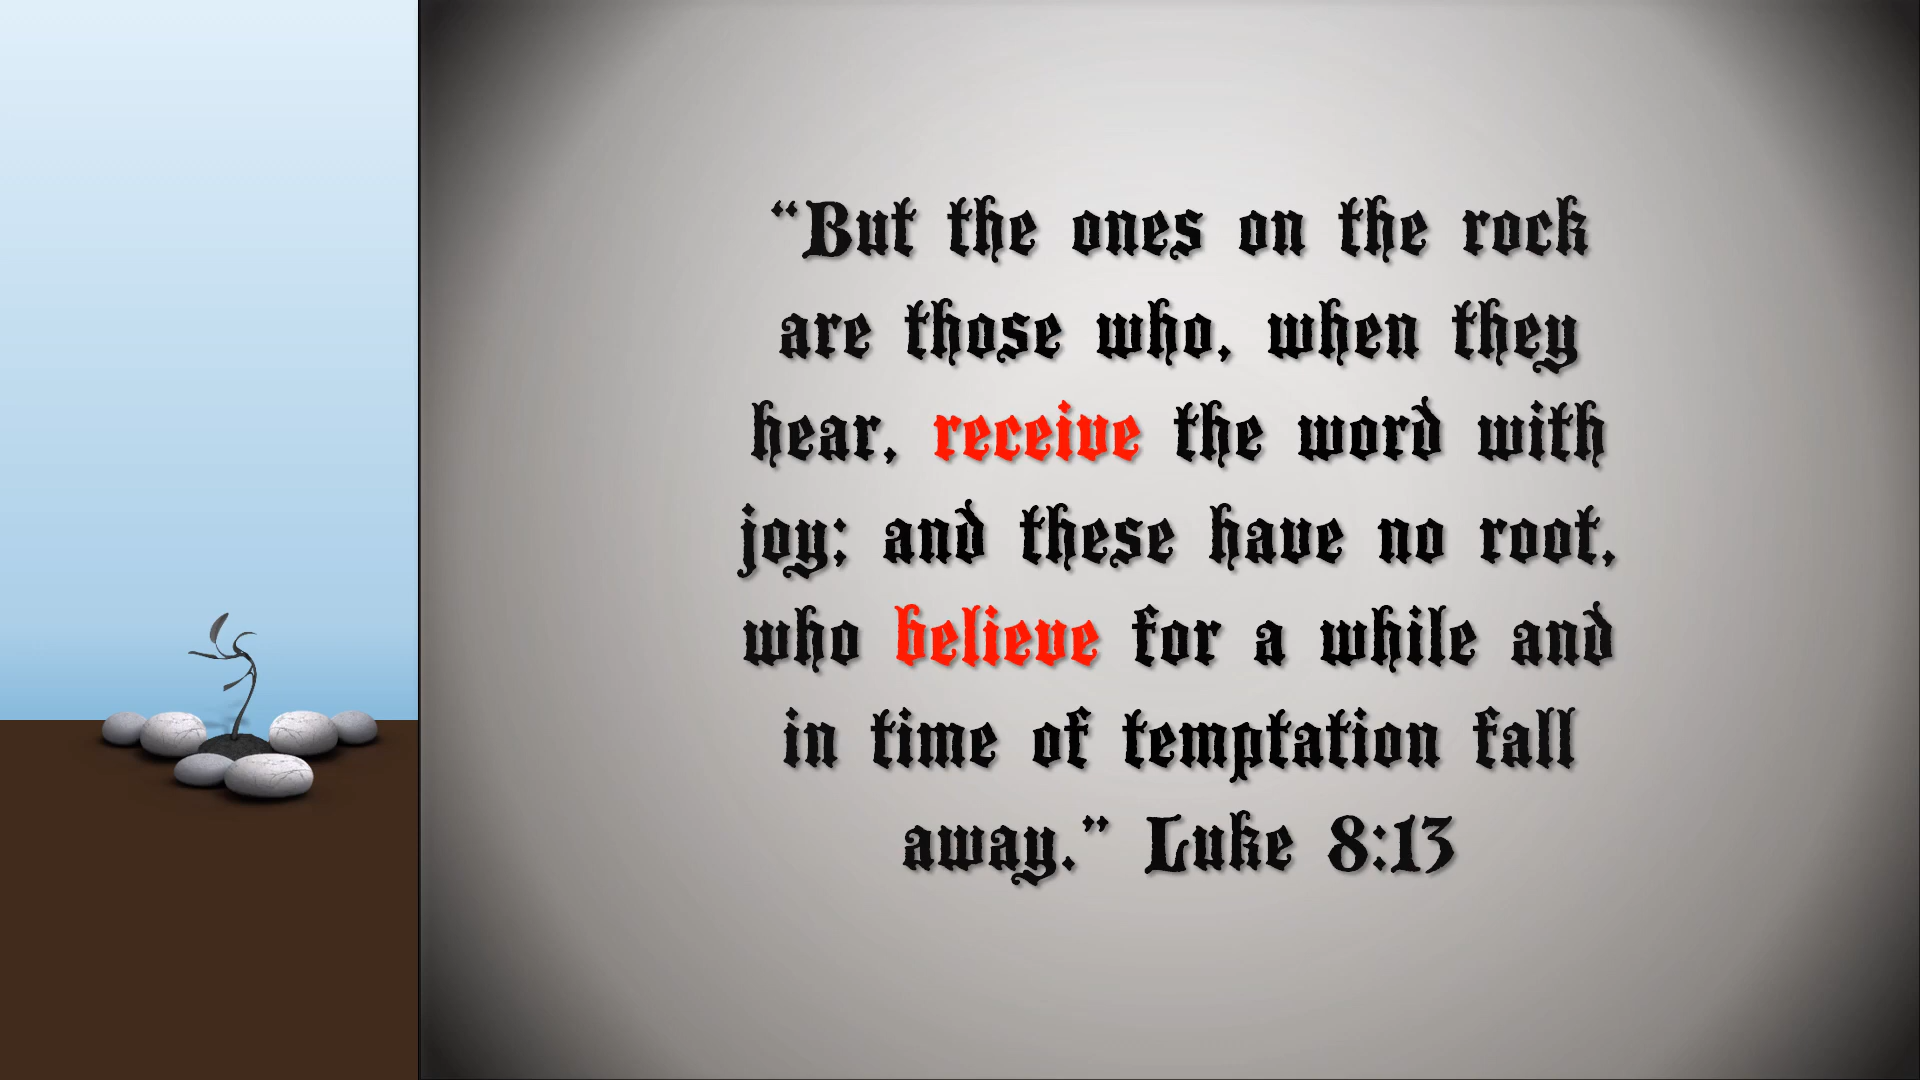 “But the ones on the rock
are those who, when they
hear, receive the word with
joy; and these have no root,
who believe for a while and
in time of temptation fall
away.” Luke 8:13